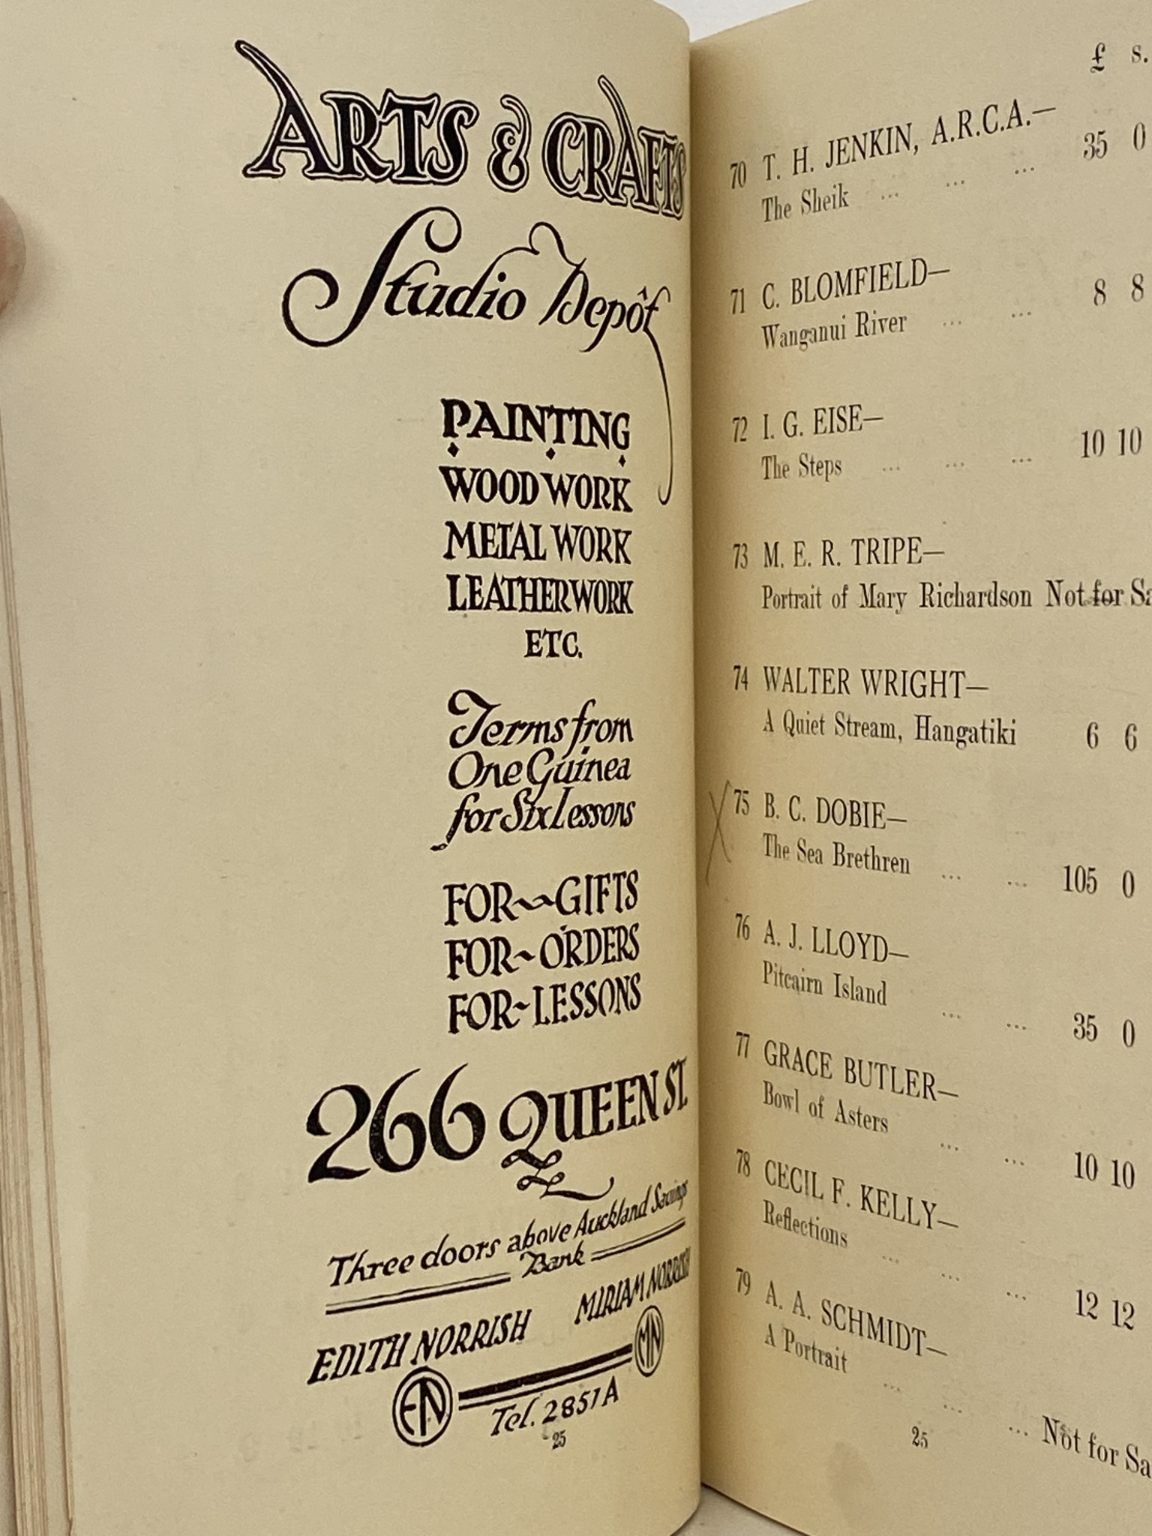 ARTS & CRAFTS
Studio Depôt
PAINTING
WOOD WORK
METAL WORK
LEATHERWORK
ETC.
Terms from
One Guinea
for Six Lessons
FOR~~GIFTS
FOR~ORDERS
FOR~LESSONS
266 QUEEN ST.
Three doors above Auckland Savings
Bank
EDITH NORRISH MIRIAM NORRISH
EN MN
Tel. 2851A
25
£ s.
70 T. H. JENKIN, A.R.C.A.—
The Sheik ... ... ... 35 0
71 C. BLOMFIELD—
Wanganui River ... ... 8 8
72 I. G. EISE—
The Steps ... ... ... 10 10
73 M. E. R. TRIPE—
Portrait of Mary Richardson Not for Sa
74 WALTER WRIGHT—
A Quiet Stream, Hangatiki 6 6
75 B. C. DOBIE—
The Sea Brethren ... ... 105 0
76 A. J. LLOYD—
Pitcairn Island ... ... 35 0
77 GRACE BUTLER—
Bowl of Asters ... ... 10 10
78 CECIL F. KELLY—
Reflections ... ... ... 12 12
79 A. A. SCHMIDT—
A Portrait ... ... ... Not for Sa
25